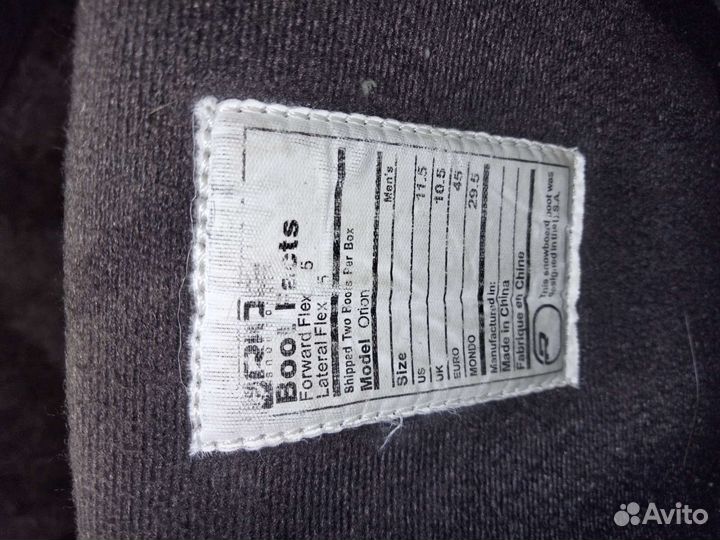 Boot Facts
Forward Flex 5
Lateral Flex 5
Shipped Two Boots Per Box
Model Orion
Size Men's
US 11.5
UK 10.5
EURO 45
MONDO 29.5
Manufactured in:
Made in China
Fabrique en Chine
This snowboard boot was
designed in the U.S.A.
Avito